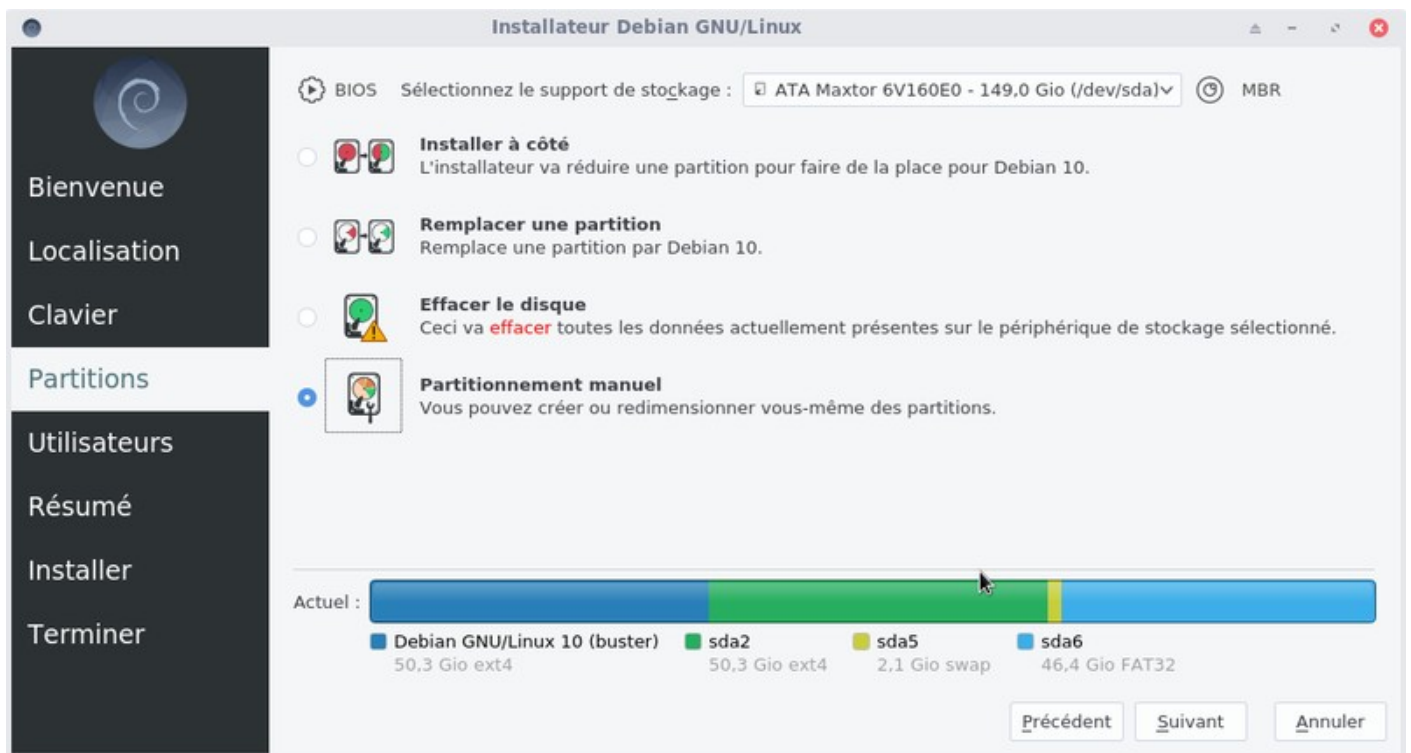 Installateur Debian GNU/Linux
BIOS Sélectionnez le support de stockage : ATA Maxtor 6V160E0 - 149,0 Gio (/dev/sda) MBR
Bienvenue
Localisation
Clavier
Partitions
Utilisateurs
Résumé
Installer
Terminer
Installer à côté
L'installateur va réduire une partition pour faire de la place pour Debian 10.
Remplacer une partition
Remplace une partition par Debian 10.
Effacer le disque
Ceci va effacer toutes les données actuellement présentes sur le périphérique de stockage sélectionné.
Partitionnement manuel
Vous pouvez créer ou redimensionner vous-même des partitions.
Actuel :
Debian GNU/Linux 10 (buster) sda2 sda5 sda6
50,3 Gio ext4 50,3 Gio ext4 2,1 Gio swap 46,4 Gio FAT32
Précédent Suivant Annuler